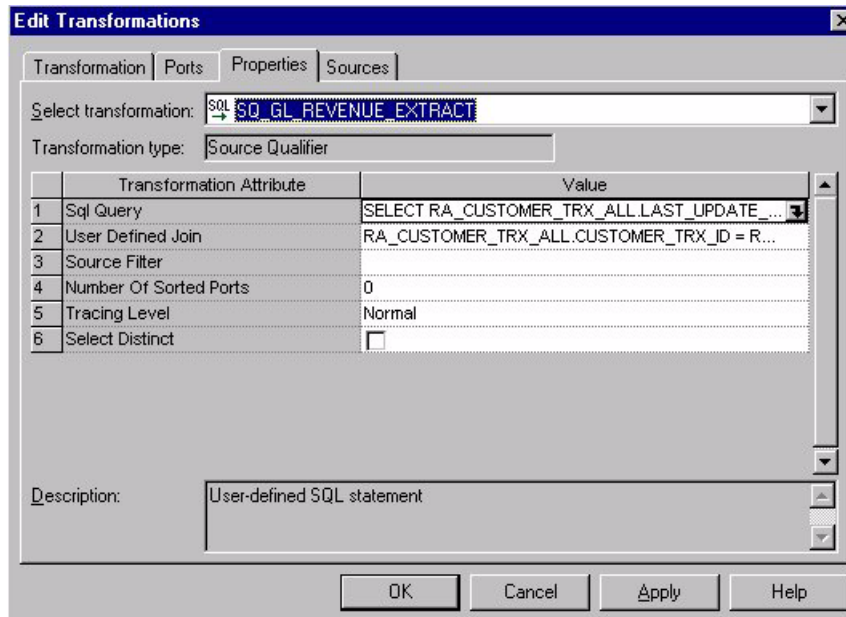 Edit Transformations
Transformation Ports Properties Sources
Select transformation: SQL SQ_GL_REVENUE_EXTRACT
Transformation type: Source Qualifier
Transformation Attribute Value
1 Sql Query SELECT RA_CUSTOMER_TRX_ALL.LAST_UPDATE_...
2 User Defined Join RA_CUSTOMER_TRX_ALL.CUSTOMER_TRX_ID = R...
3 Source Filter
4 Number Of Sorted Ports 0
5 Tracing Level Normal
6 Select Distinct
Description: User-defined SQL statement
OK Cancel Apply Help